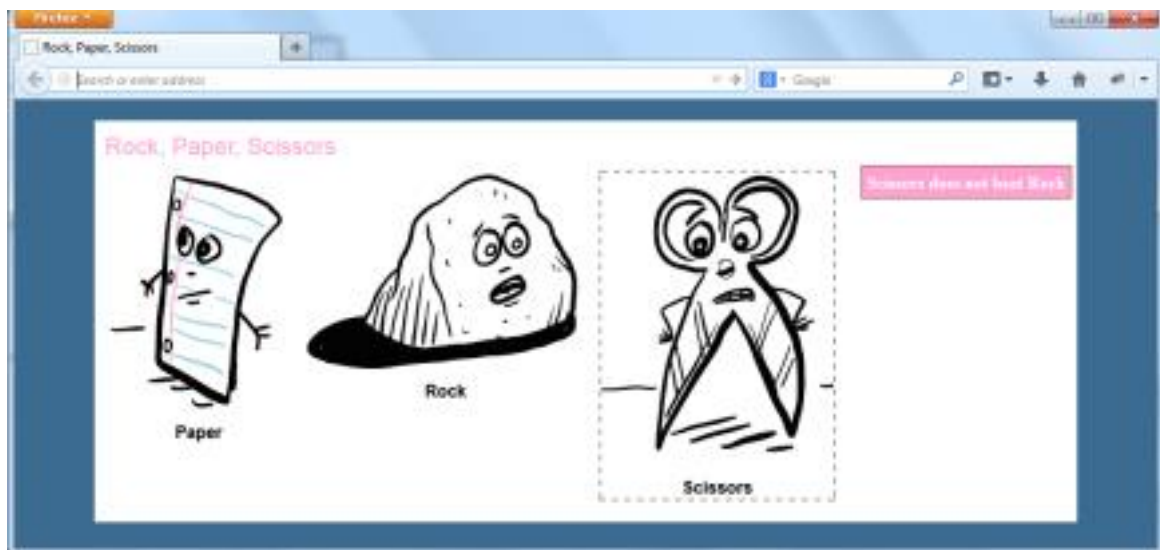 Firefox
Rock, Paper, Scissors
Search or enter address
Google
Rock, Paper, Scissors
Scissors does not beat Rock
Paper
Rock
Scissors